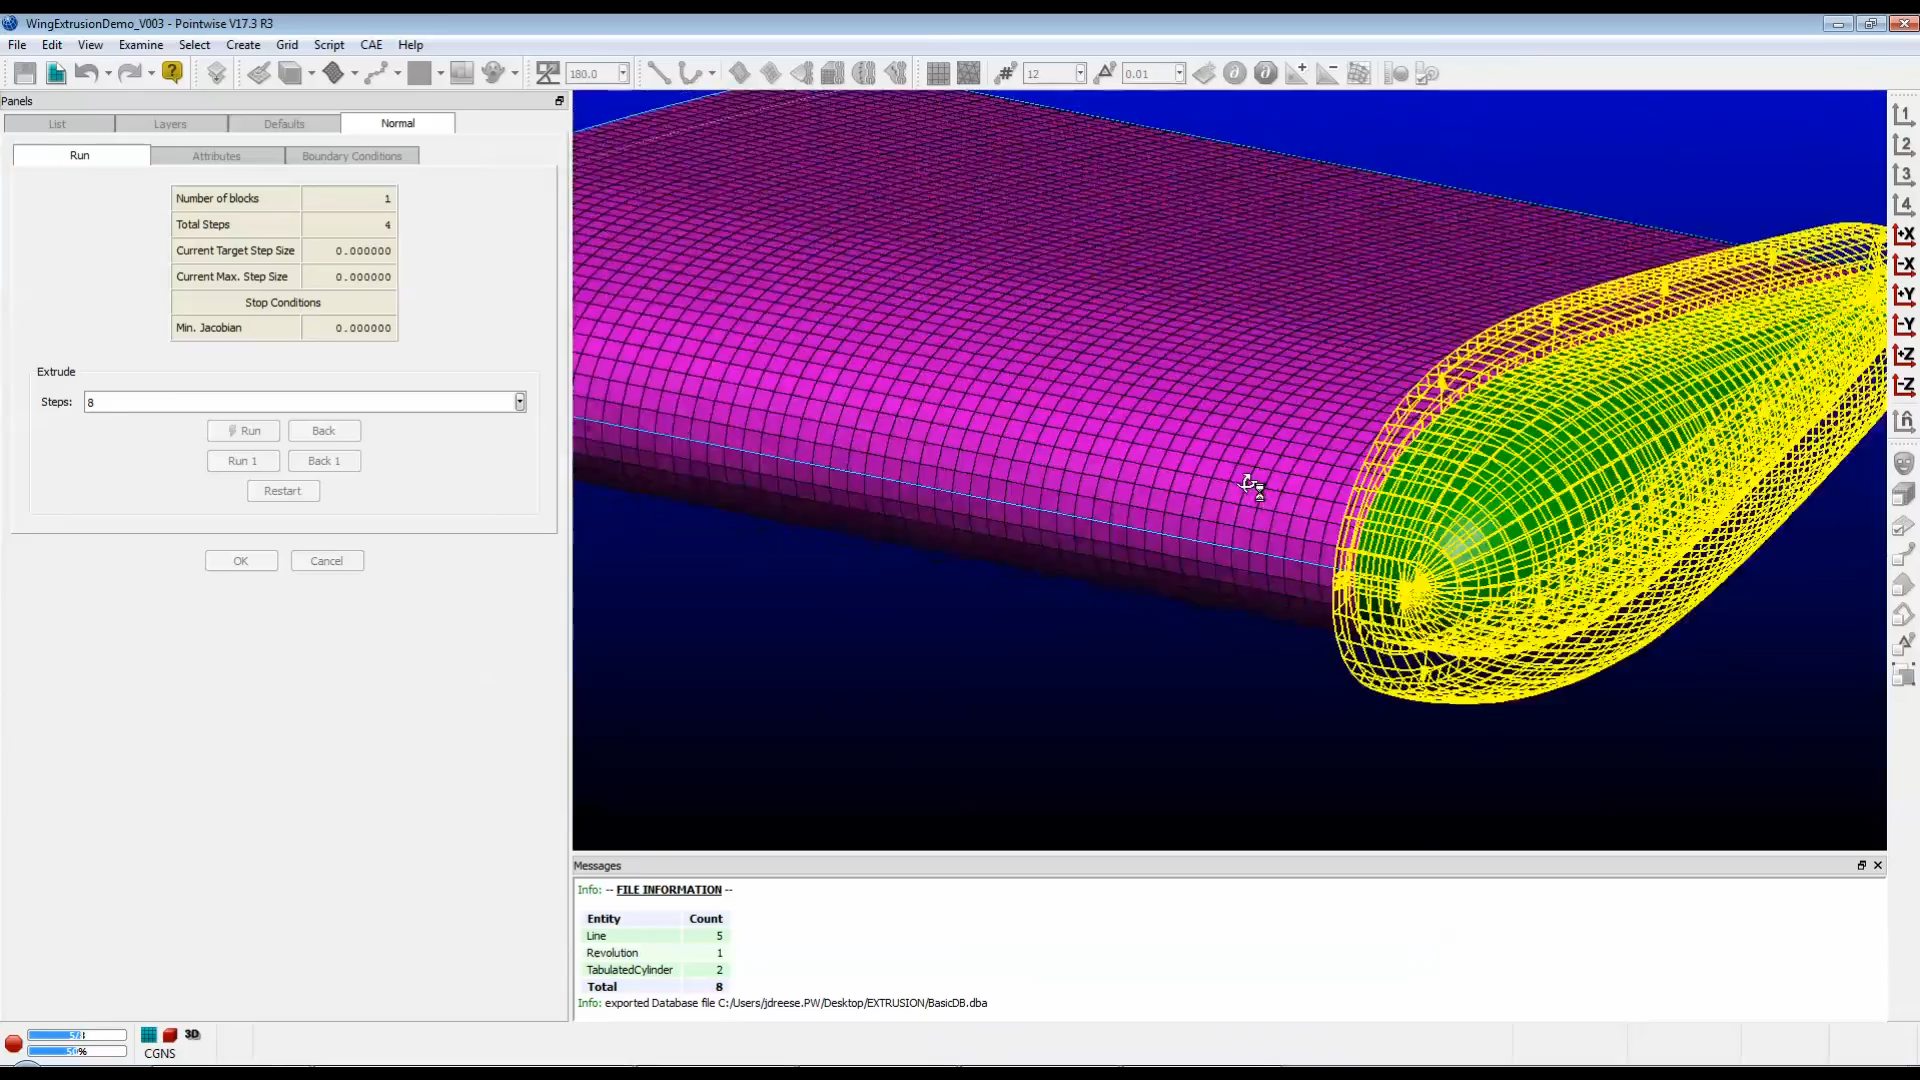 WingExtrusionDemo_V003 - Pointwise V17.3 R3
File Edit View Examine Select Create Grid Script CAE Help
180.0
12
0.01
Panels
List Layers Defaults Normal
Run Attributes Boundary Conditions
Number of blocks 1
Total Steps 4
Current Target Step Size 0.000000
Current Max. Step Size 0.000000
Stop Conditions
Min. Jacobian 0.000000
Extrude
Steps: 8
Run Back
Run 1 Back 1
Restart
OK Cancel
1
2
3
4
+X
-X
+Y
-Y
+Z
-Z
Messages
Info: -- FILE INFORMATION --
Entity Count
Line 5
Revolution 1
TabulatedCylinder 2
Total 8
Info: exported Database file C:/Users/jdreese.PW/Desktop/EXTRUSION/BasicDB.dba
3D
CGNS